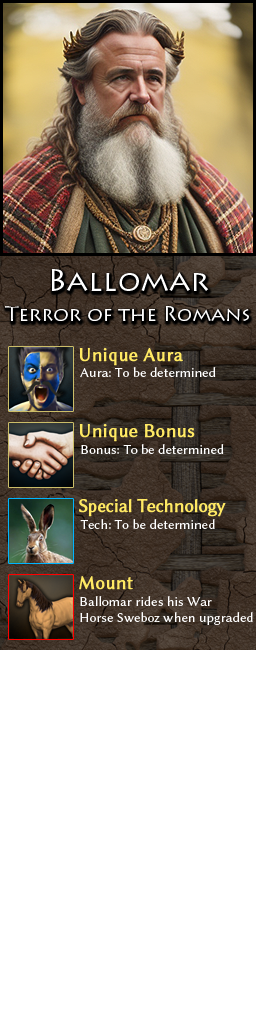 Ballomar
Terror of the Romans
Unique Aura
Aura: To be determined
Unique Bonus
Bonus: To be determined
Special Technology
Tech: To be determined
Mount
Ballomar rides his War
Horse Sweboz when upgraded